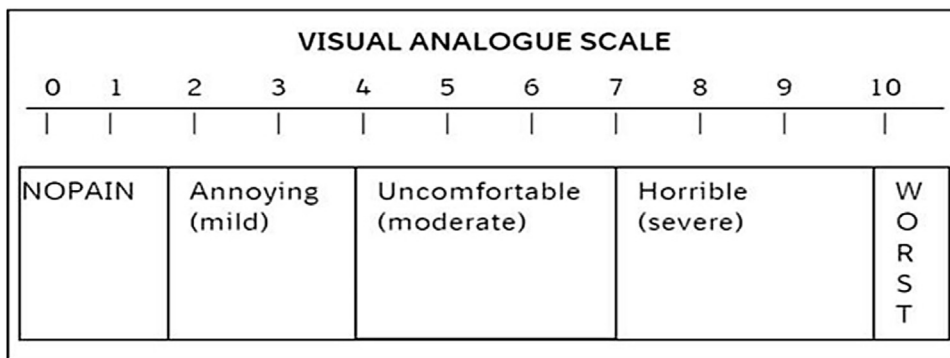 VISUAL ANALOGUE SCALE
0 1 2 3 4 5 6 7 8 9 10
NOPAIN
Annoying
(mild)
Uncomfortable
(moderate)
Horrible
(severe)
W
O
R
S
T